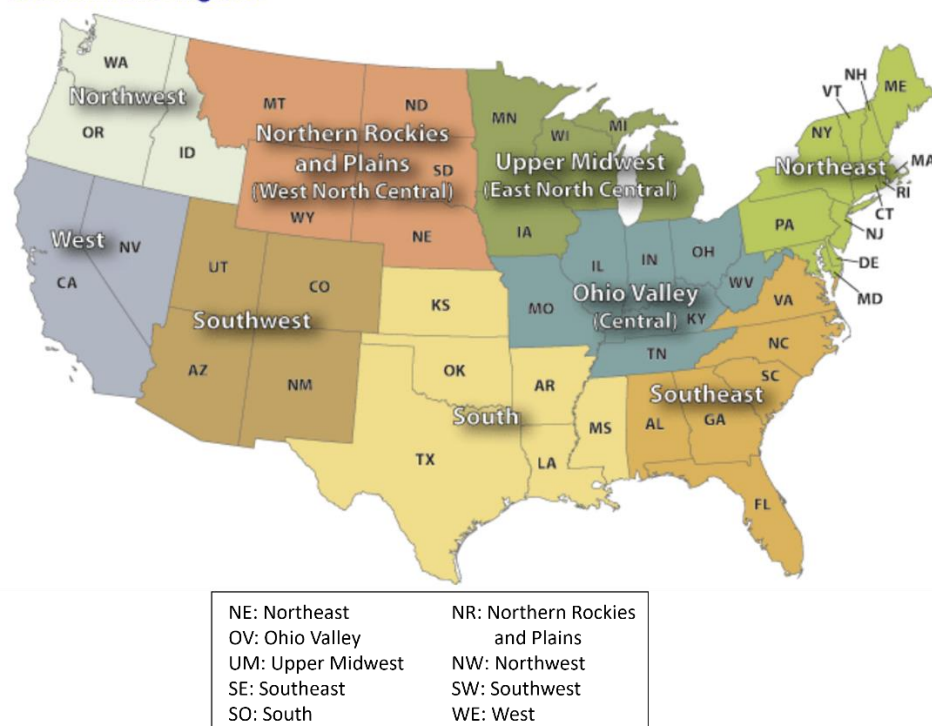 WA
Northwest
OR
ID
MT
ND
Northern Rockies
and Plains
(West North Central)
SD
WY
NE
MN
WI
MI
Upper Midwest
(East North Central)
IA
NH
VT
ME
NY
Northeast
MA
RI
CT
PA
NJ
DE
MD
West
NV
CA
UT
CO
Southwest
AZ
NM
KS
OK
AR
South
TX
LA
MS
IL
IN
OH
WV
MO
Ohio Valley
(Central)
KY
TN
VA
NC
SC
Southeast
AL
GA
FL
NE: Northeast
OV: Ohio Valley
UM: Upper Midwest
SE: Southeast
SO: South
NR: Northern Rockies
and Plains
NW: Northwest
SW: Southwest
WE: West